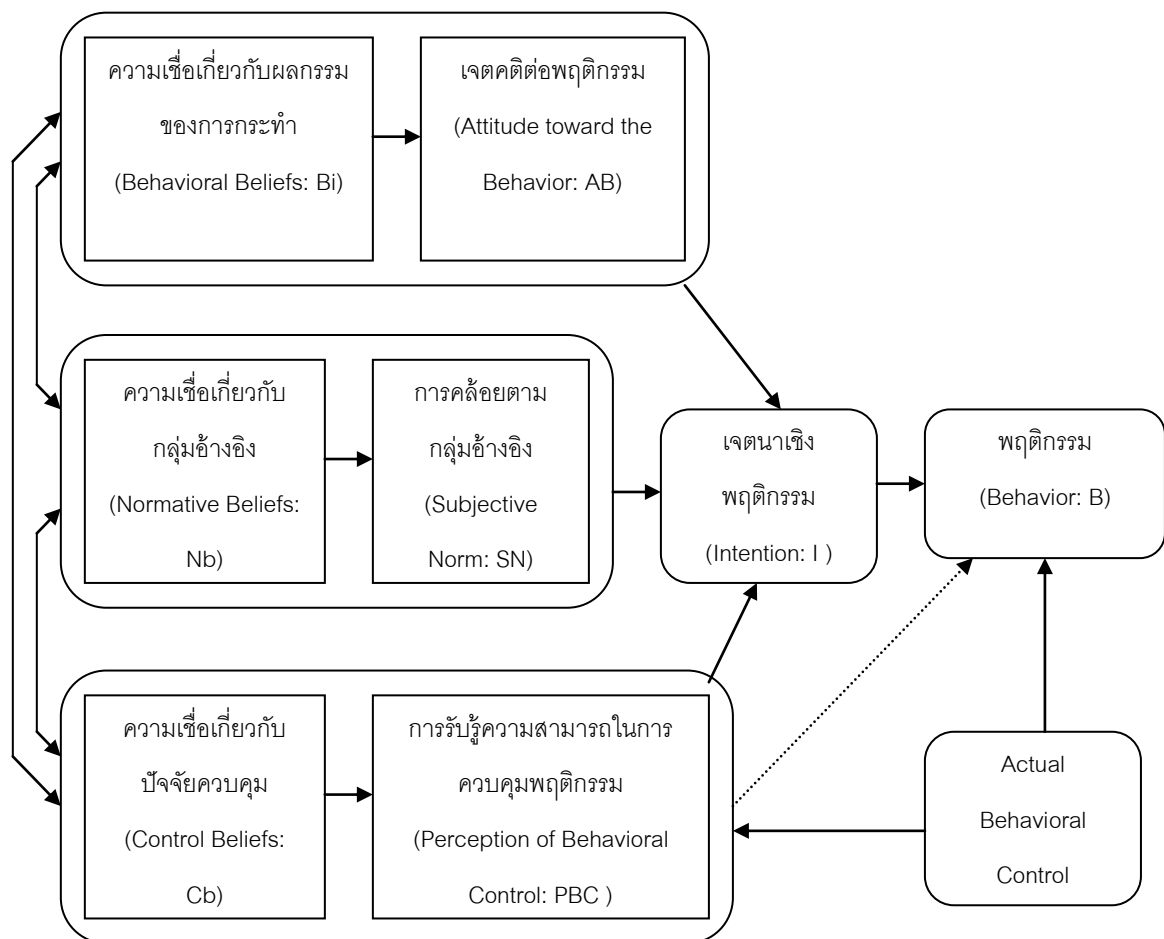 ความเชื่อเกี่ยวกับผลกรรม
ของการกระทำ
(Behavioral Beliefs: Bi)
เจตคติต่อพฤติกรรม
(Attitude toward the
Behavior: AB)
ความเชื่อเกี่ยวกับ
กลุ่มอ้างอิง
(Normative Beliefs:
Nb)
การคล้อยตาม
กลุ่มอ้างอิง
(Subjective
Norm: SN)
เจตนาเชิง
พฤติกรรม
(Intention: I )
พฤติกรรม
(Behavior: B)
ความเชื่อเกี่ยวกับ
ปัจจัยควบคุม
(Control Beliefs:
Cb)
การรับรู้ความสามารถในการ
ควบคุมพฤติกรรม
(Perception of Behavioral
Control: PBC )
Actual
Behavioral
Control